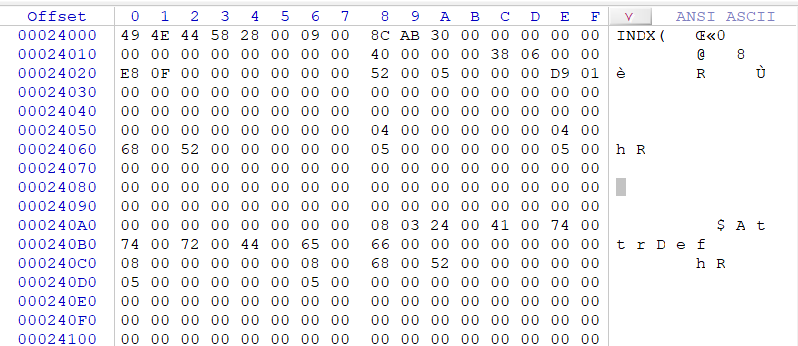 Offset 0 1 2 3 4 5 6 7 8 9 A B C D E F ANSI ASCII
00024000 49 4E 44 58 28 00 09 00 8C AB 30 00 00 00 00 00 INDX( Œ«0
00024010 00 00 00 00 00 00 00 00 40 00 00 00 38 06 00 00 @ 8
00024020 E8 0F 00 00 00 00 00 00 52 00 05 00 00 00 D9 01 è R Ù
00024030 00 00 00 00 00 00 00 00 00 00 00 00 00 00 00 00
00024040 00 00 00 00 00 00 00 00 00 00 00 00 00 00 00 00
00024050 00 00 00 00 00 00 00 00 04 00 00 00 00 00 04 00
00024060 68 00 52 00 00 00 00 00 05 00 00 00 00 00 05 00 h R
00024070 00 00 00 00 00 00 00 00 00 00 00 00 00 00 00 00
00024080 00 00 00 00 00 00 00 00 00 00 00 00 00 00 00 00
00024090 00 00 00 00 00 00 00 00 00 00 00 00 00 00 00 00
000240A0 00 00 00 00 00 00 00 00 08 03 24 00 41 00 74 00 $ A t
000240B0 74 00 72 00 44 00 65 00 66 00 00 00 00 00 00 00 t r D e f
000240C0 08 00 00 00 00 00 08 00 68 00 52 00 00 00 00 00 h R
000240D0 05 00 00 00 00 00 05 00 00 00 00 00 00 00 00 00
000240E0 00 00 00 00 00 00 00 00 00 00 00 00 00 00 00 00
000240F0 00 00 00 00 00 00 00 00 00 00 00 00 00 00 00 00
00024100 00 00 00 00 00 00 00 00 00 00 00 00 00 00 00 00